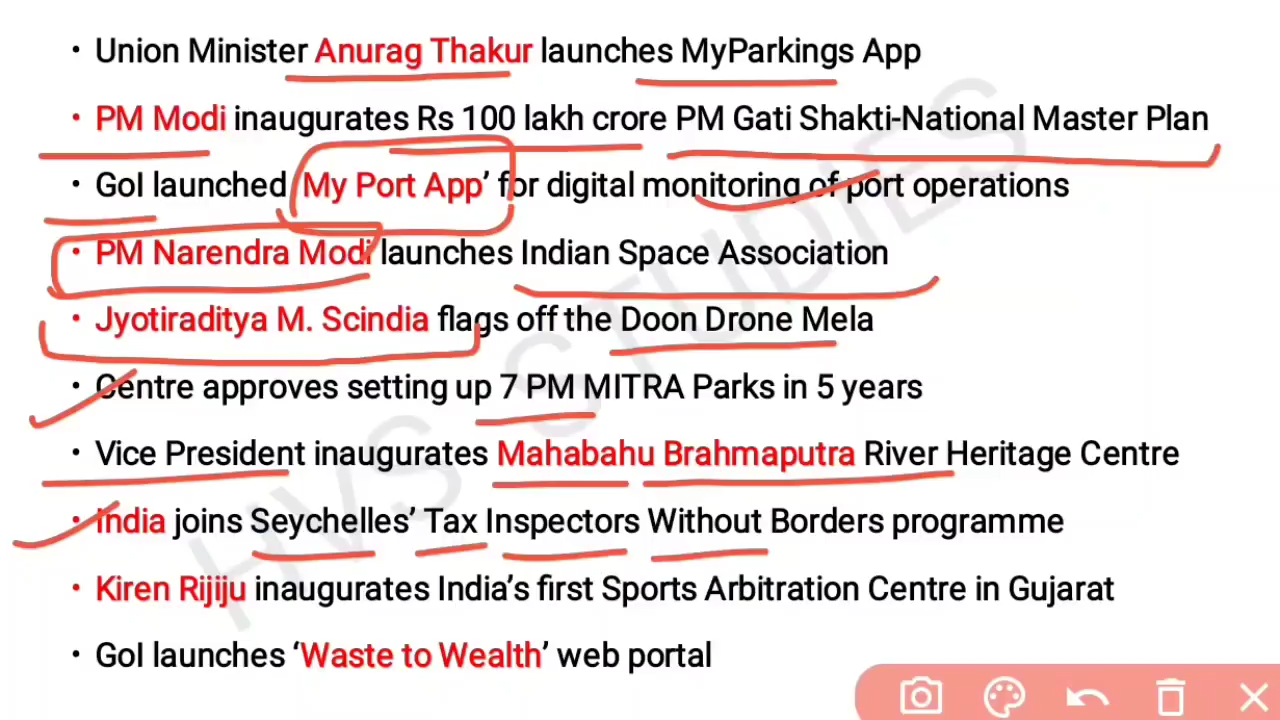 • Union Minister Anurag Thakur launches MyParkings App
• PM Modi inaugurates Rs 100 lakh crore PM Gati Shakti-National Master Plan
• GoI launched 'My Port App' for digital monitoring of port operations
• PM Narendra Modi launches Indian Space Association
• Jyotiraditya M. Scindia flags off the Doon Drone Mela
• Centre approves setting up 7 PM MITRA Parks in 5 years
• Vice President inaugurates Mahabahu Brahmaputra River Heritage Centre
• India joins Seychelles' Tax Inspectors Without Borders programme
• Kiren Rijiju inaugurates India's first Sports Arbitration Centre in Gujarat
• GoI launches 'Waste to Wealth' web portal
HVS STUDIES